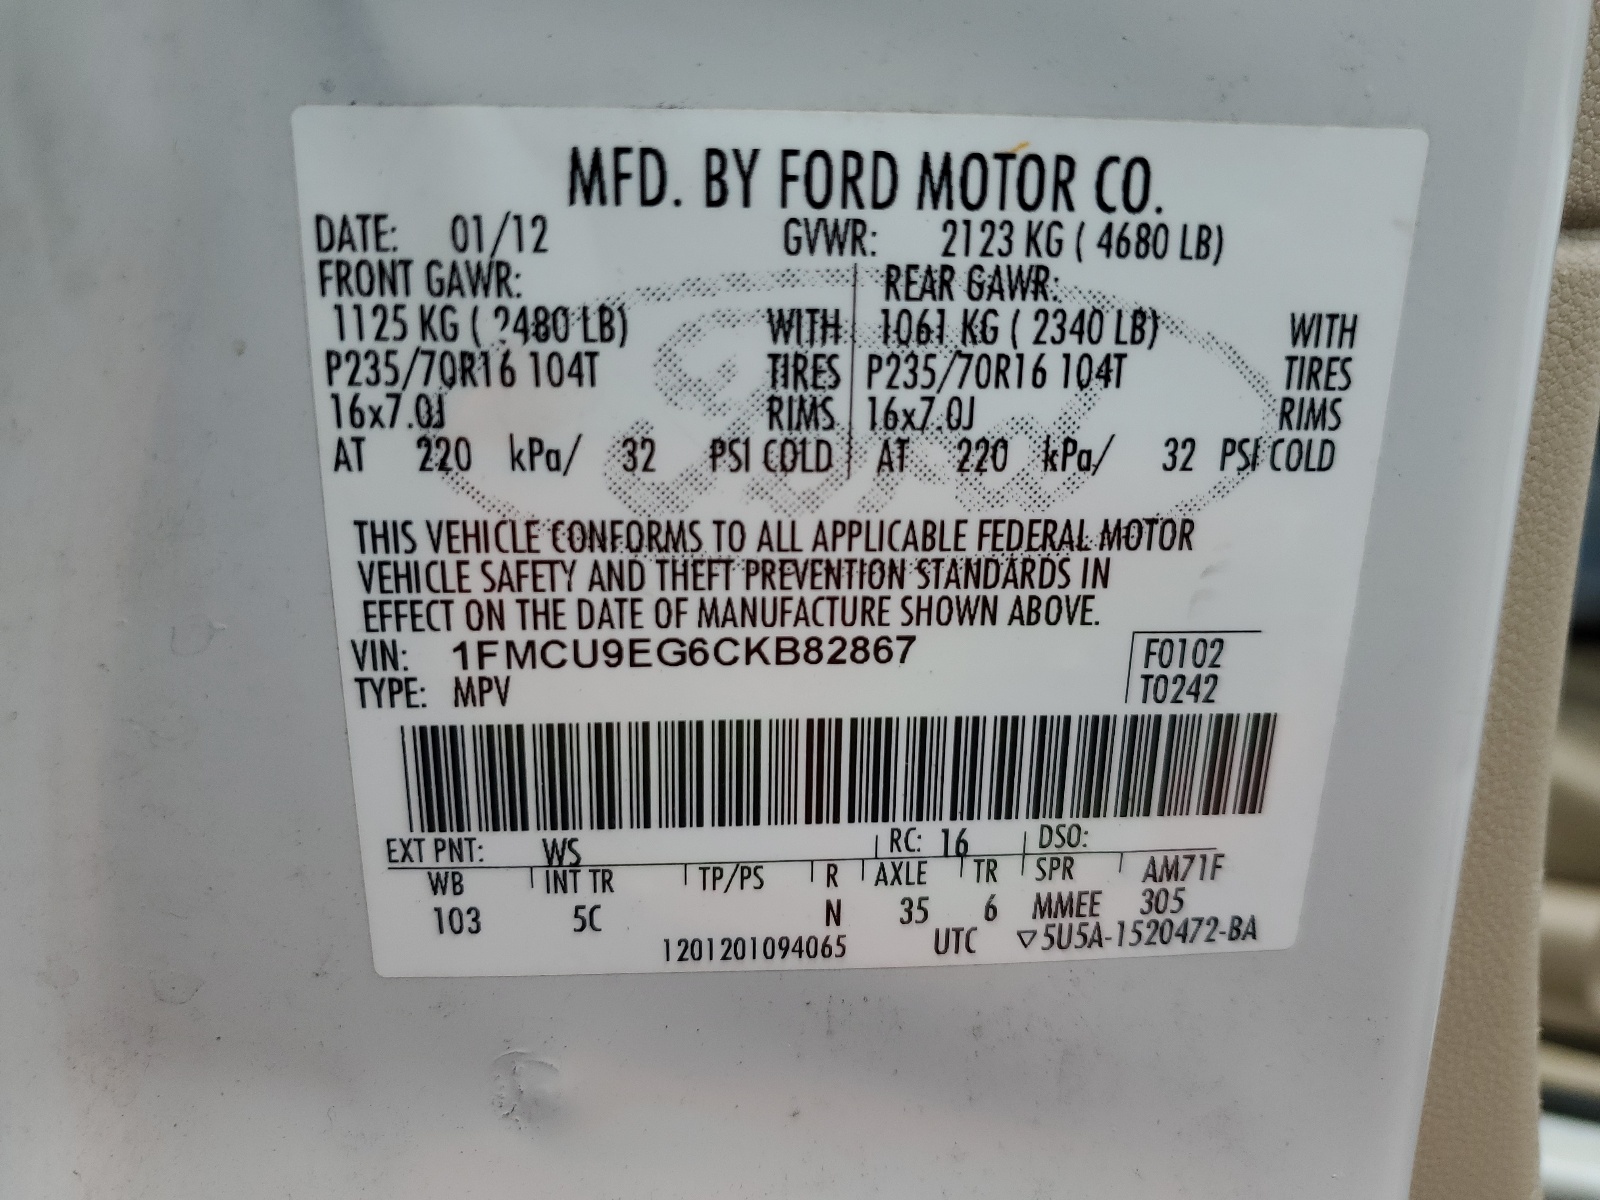 MFD. BY FORD MOTOR CO.
DATE: 01/12 GVWR: 2123 KG ( 4680 LB)
FRONT GAWR: REAR GAWR:
1125 KG ( 2480 LB) WITH 1061 KG ( 2340 LB) WITH
P235/70R16 104T TIRES P235/70R16 104T TIRES
16x7.0J RIMS 16x7.0J RIMS
AT 220 kPa/ 32 PSI COLD AT 220 kPa/ 32 PSI COLD
Ford
THIS VEHICLE CONFORMS TO ALL APPLICABLE FEDERAL MOTOR
VEHICLE SAFETY AND THEFT PREVENTION STANDARDS IN
EFFECT ON THE DATE OF MANUFACTURE SHOWN ABOVE.
VIN: 1FMCU9EG6CKB82867 F0102
TYPE: MPV T0242
EXT PNT: WS RC: 16 DSO:
WB INT TR TP/PS R AXLE TR SPR AM71F
103 5C N 35 6 MMEE 305
1201201094065 UTC ▽5U5A-1520472-BA